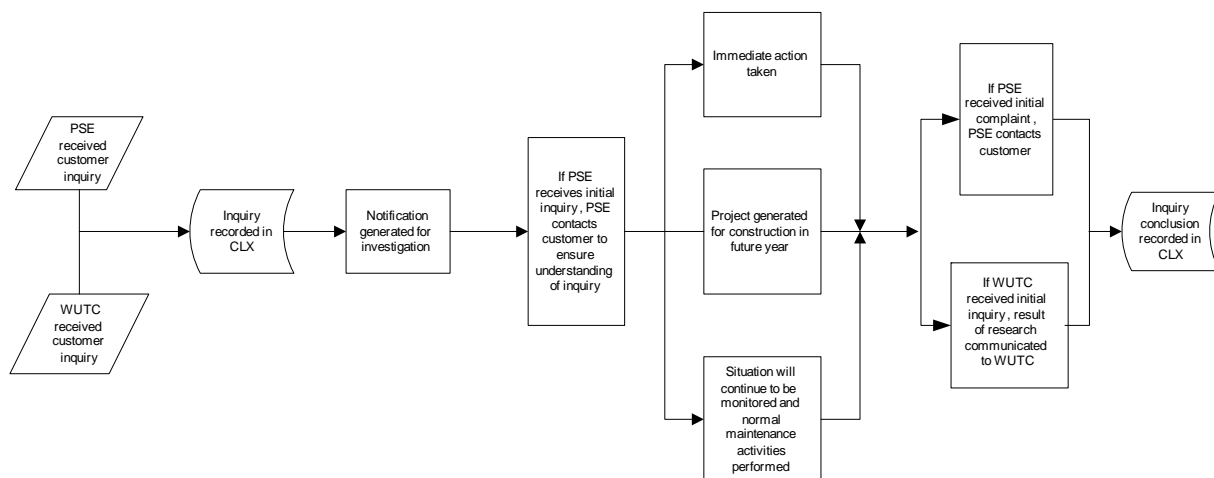 PSE
received
customer
inquiry
WUTC
received
customer
inquiry
Inquiry
recorded in
CLX
Notification
generated for
investigation
If PSE
receives initial
inquiry , PSE
contacts
customer to
ensure
understanding
of inquiry
Immediate action
taken
Project generated
for construction in
future year
Situation will
continue to be
monitored and
normal
maintenance
activities
performed
If PSE
received initial
complaint ,
PSE contacts
customer
If WUTC
received initial
inquiry , result
of research
communicated
to WUTC
Inquiry
conclusion
recorded in
CLX